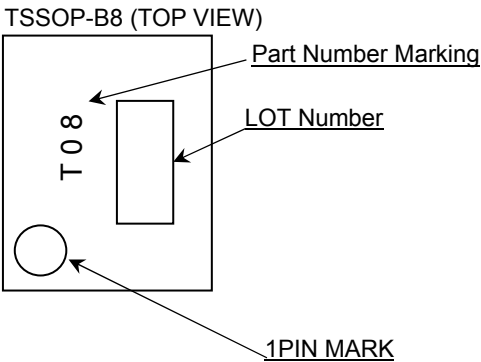 TSSOP-B8 (TOP VIEW)
Part Number Marking
T08
LOT Number
1PIN MARK